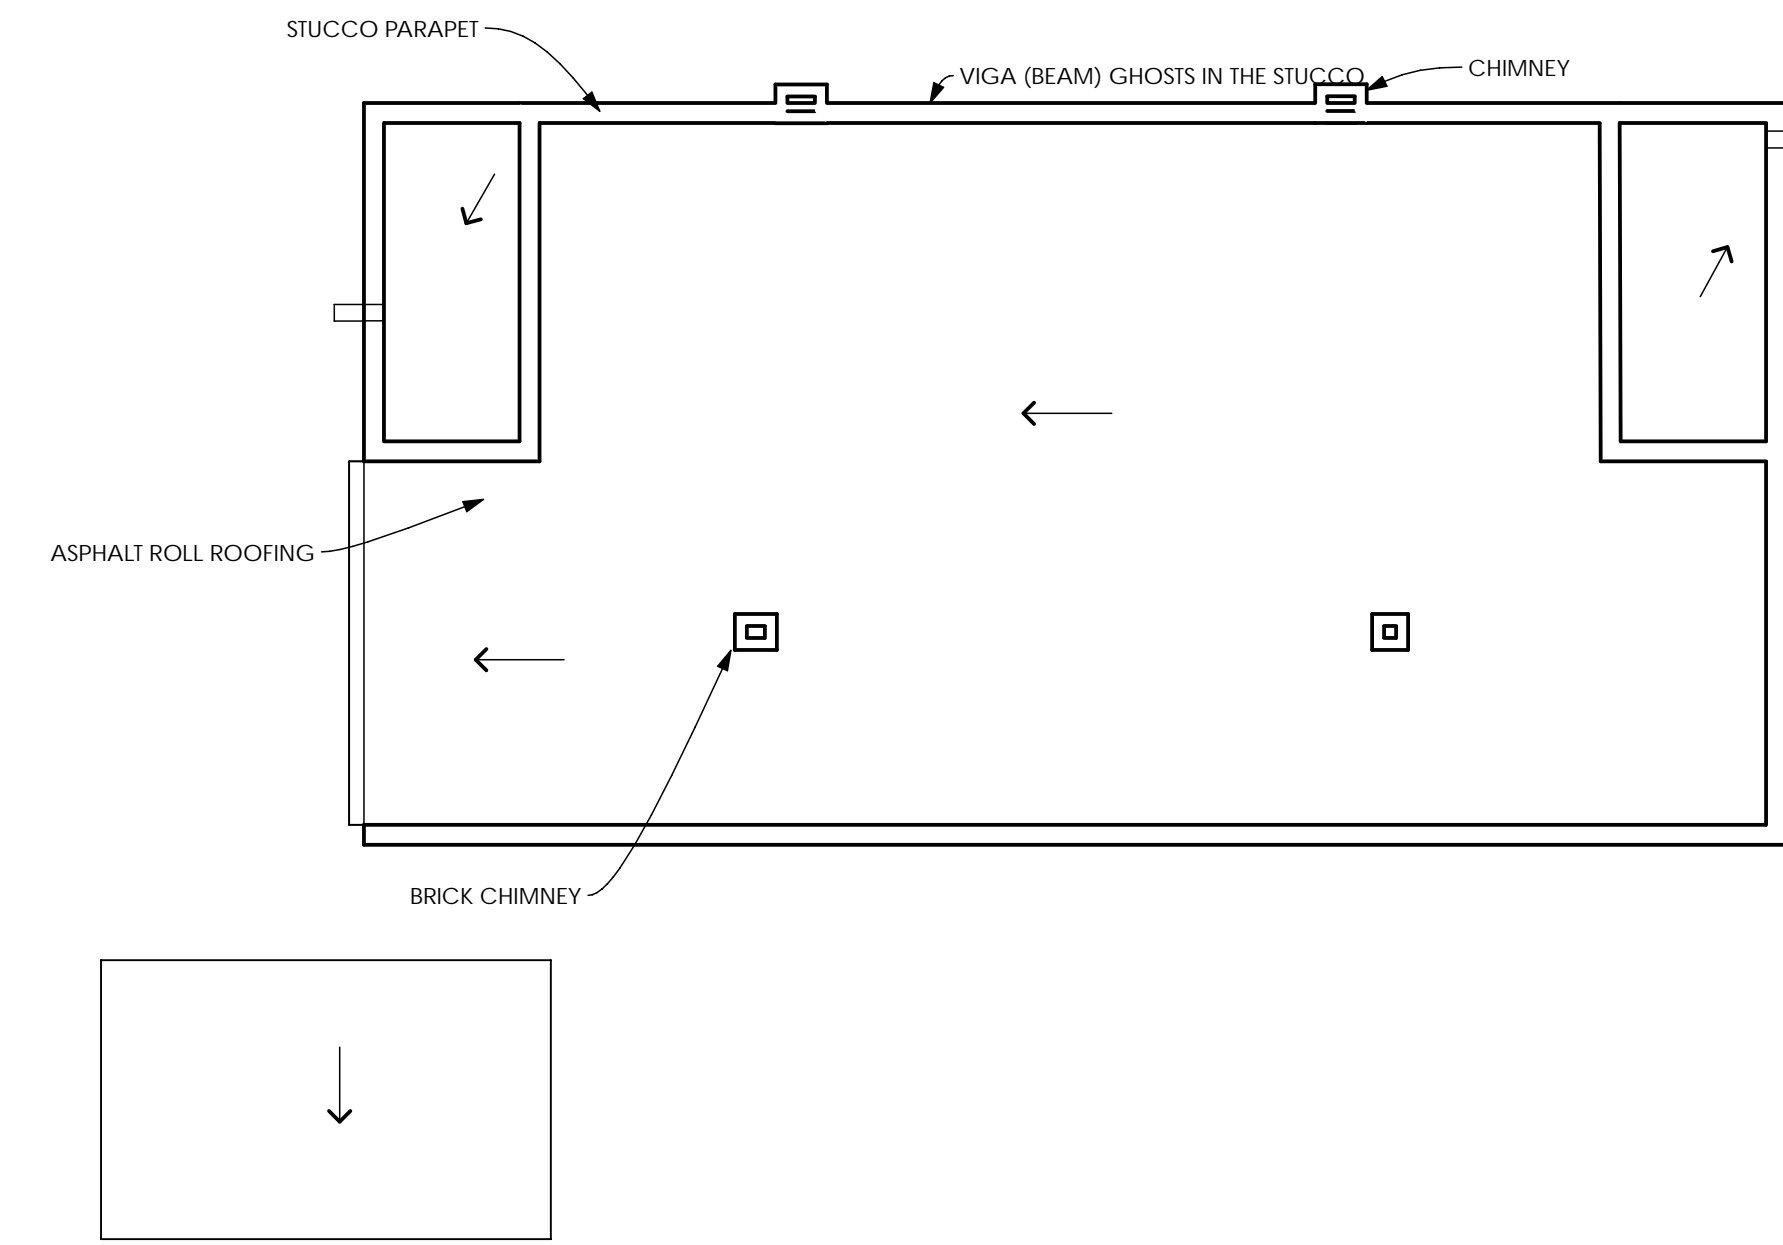 STUCCO PARAPET
VIGA (BEAM) GHOSTS IN THE STUCCO
CHIMNEY
ASPHALT ROLL ROOFING
BRICK CHIMNEY